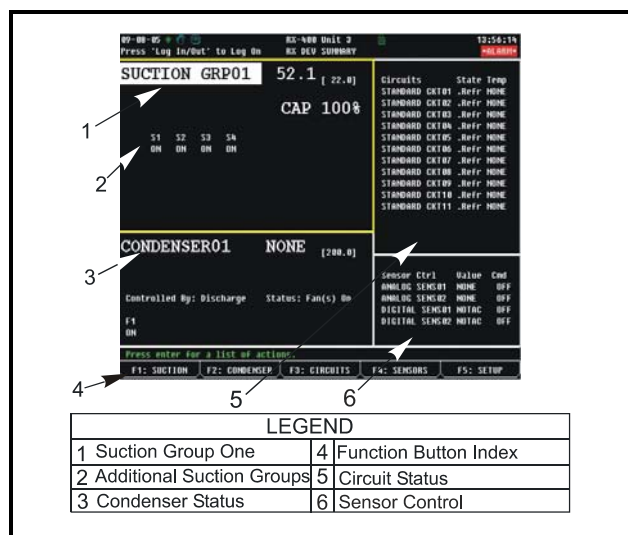 09-08-05 RX-400 Unit 3 13:56:14
Press 'Log In/Out' to Log On RX DEV SUMMARY *ALARM*
SUCTION GRP01 52.1 [ 22.0]
CAP 100%
S1 S2 S3 S4
ON ON ON ON
Circuits State Temp
STANDARD CKT01 .Refr NONE
STANDARD CKT02 .Refr NONE
STANDARD CKT03 .Refr NONE
STANDARD CKT04 .Refr NONE
STANDARD CKT05 .Refr NONE
STANDARD CKT06 .Refr NONE
STANDARD CKT07 .Refr NONE
STANDARD CKT08 .Refr NONE
STANDARD CKT09 .Refr NONE
STANDARD CKT10 .Refr NONE
STANDARD CKT11 .Refr NONE
CONDENSER01 NONE [200.0]
Controlled By: Discharge Status: Fan(s) On
F1
ON
Sensor Ctrl Value Cmd
ANALOG SENS01 NONE OFF
ANALOG SENS02 NONE OFF
DIGITAL SENS01 NOTAC OFF
DIGITAL SENS02 NOTAC OFF
Press enter for a list of actions.
F1: SUCTION F2: CONDENSER F3: CIRCUITS F4: SENSORS F5: SETUP
1
2
3
4
5
6
LEGEND
1 Suction Group One 4 Function Button Index
2 Additional Suction Groups 5 Circuit Status
3 Condenser Status 6 Sensor Control